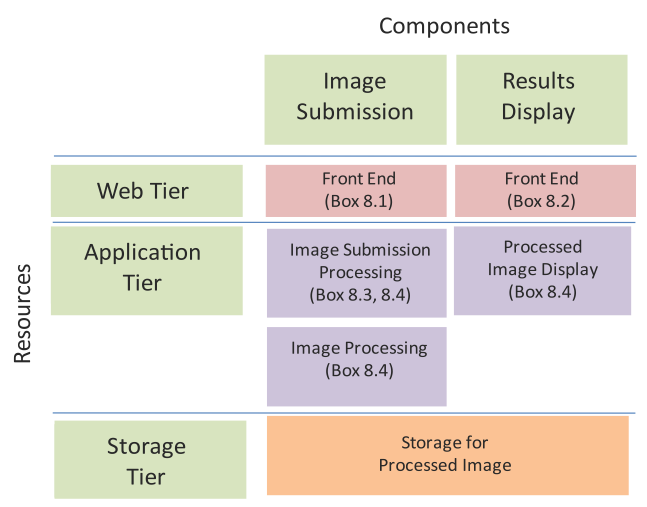 Components
Image
Submission
Results
Display
Web Tier
Front End
(Box 8.1)
Front End
(Box 8.2)
Resources
Application
Tier
Image Submission
Processing
(Box 8.3, 8.4)
Processed
Image Display
(Box 8.4)
Image Processing
(Box 8.4)
Storage
Tier
Storage for
Processed Image